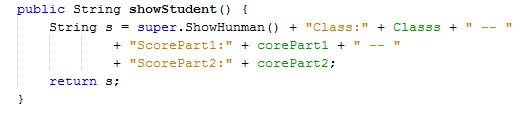 public String showStudent() {
String s = super.ShowHunman() + "Class:" + Classs + " -- "
+ "ScorePart1:" + corePart1 + " -- "
+ "ScorePart2:" + corePart2;
return s;
}